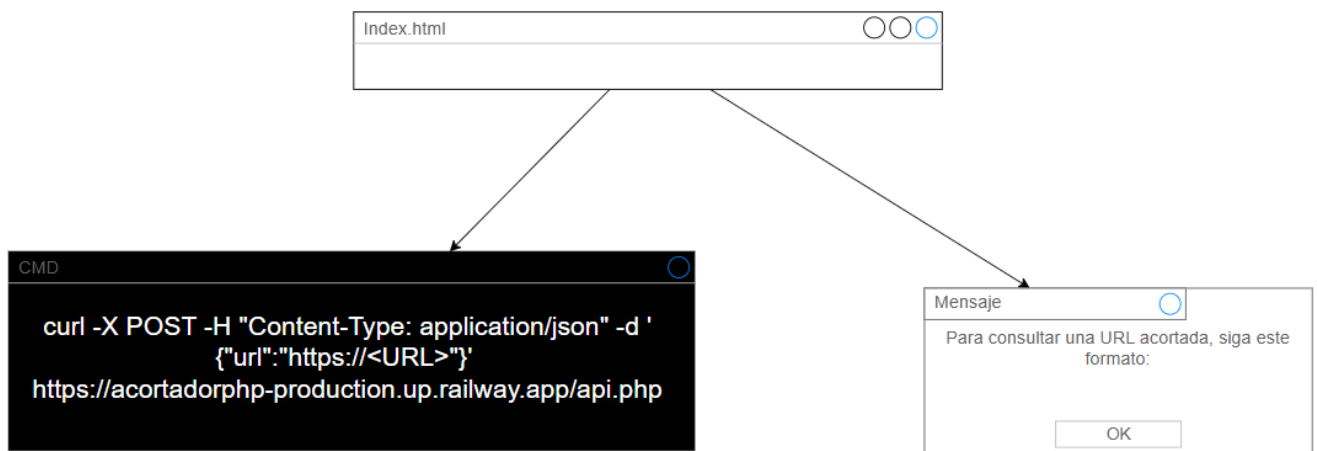 Index.html
CMD
curl -X POST -H "Content-Type: application/json" -d '
{"url":"https://<URL>"}'
https://acortadorphp-production.up.railway.app/api.php
Mensaje
Para consultar una URL acortada, siga este
formato:
OK